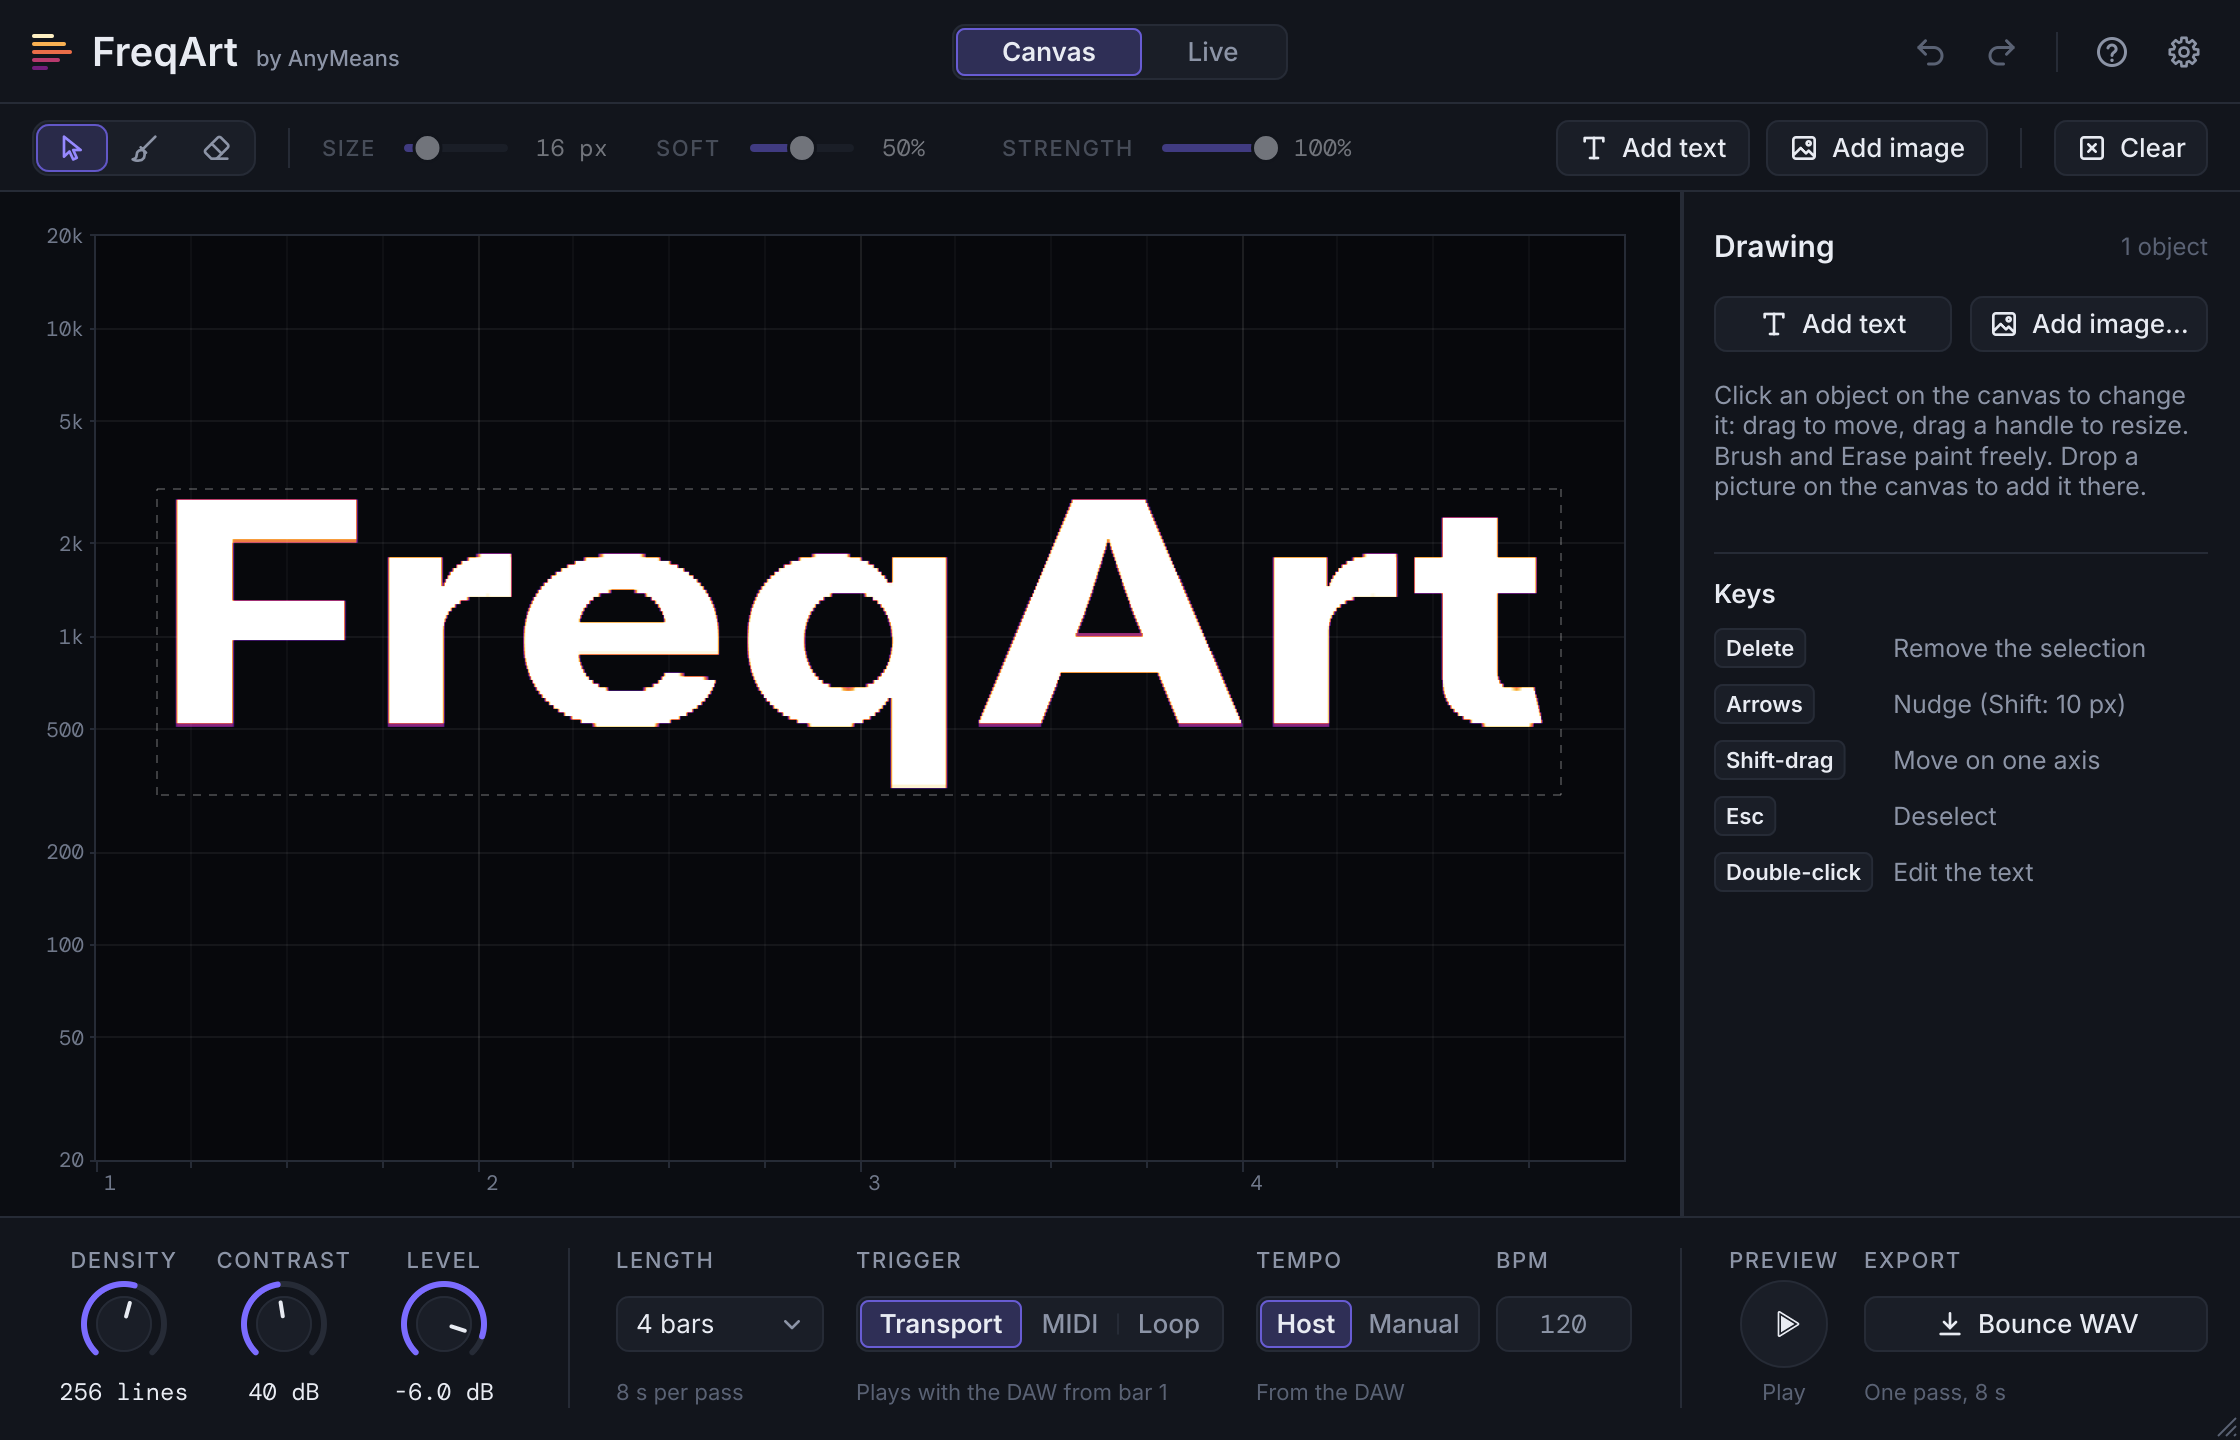 FreqArt by AnyMeans
Canvas
Live
SIZE
16 px
SOFT
50%
STRENGTH
100%
Add text
Add image
Clear
20k
10k
5k
2k
1k
500
200
100
50
20
1
2
3
4
FreqArt
Drawing
1 object
Add text
Add image...
Click an object on the canvas to change
it: drag to move, drag a handle to resize.
Brush and Erase paint freely. Drop a
picture on the canvas to add it there.
Keys
Delete Remove the selection
Arrows Nudge (Shift: 10 px)
Shift-drag Move on one axis
Esc Deselect
Double-click Edit the text
DENSITY
256 lines
CONTRAST
40 dB
LEVEL
-6.0 dB
LENGTH
4 bars
8 s per pass
TRIGGER
Transport MIDI Loop
Plays with the DAW from bar 1
TEMPO
Host Manual
From the DAW
BPM
120
PREVIEW
Play
EXPORT
Bounce WAV
One pass, 8 s